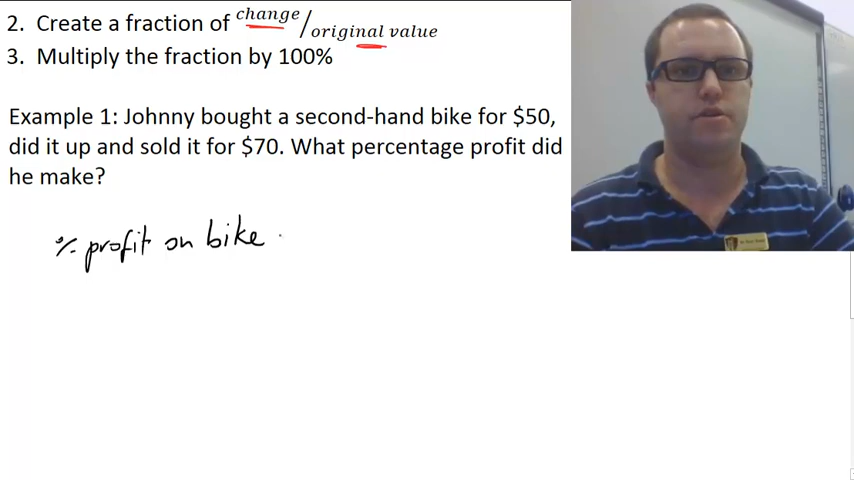 2. Create a fraction of change/original value
3. Multiply the fraction by 100%
Example 1: Johnny bought a second-hand bike for $50,
did it up and sold it for $70. What percentage profit did
he make?
% profit on bike